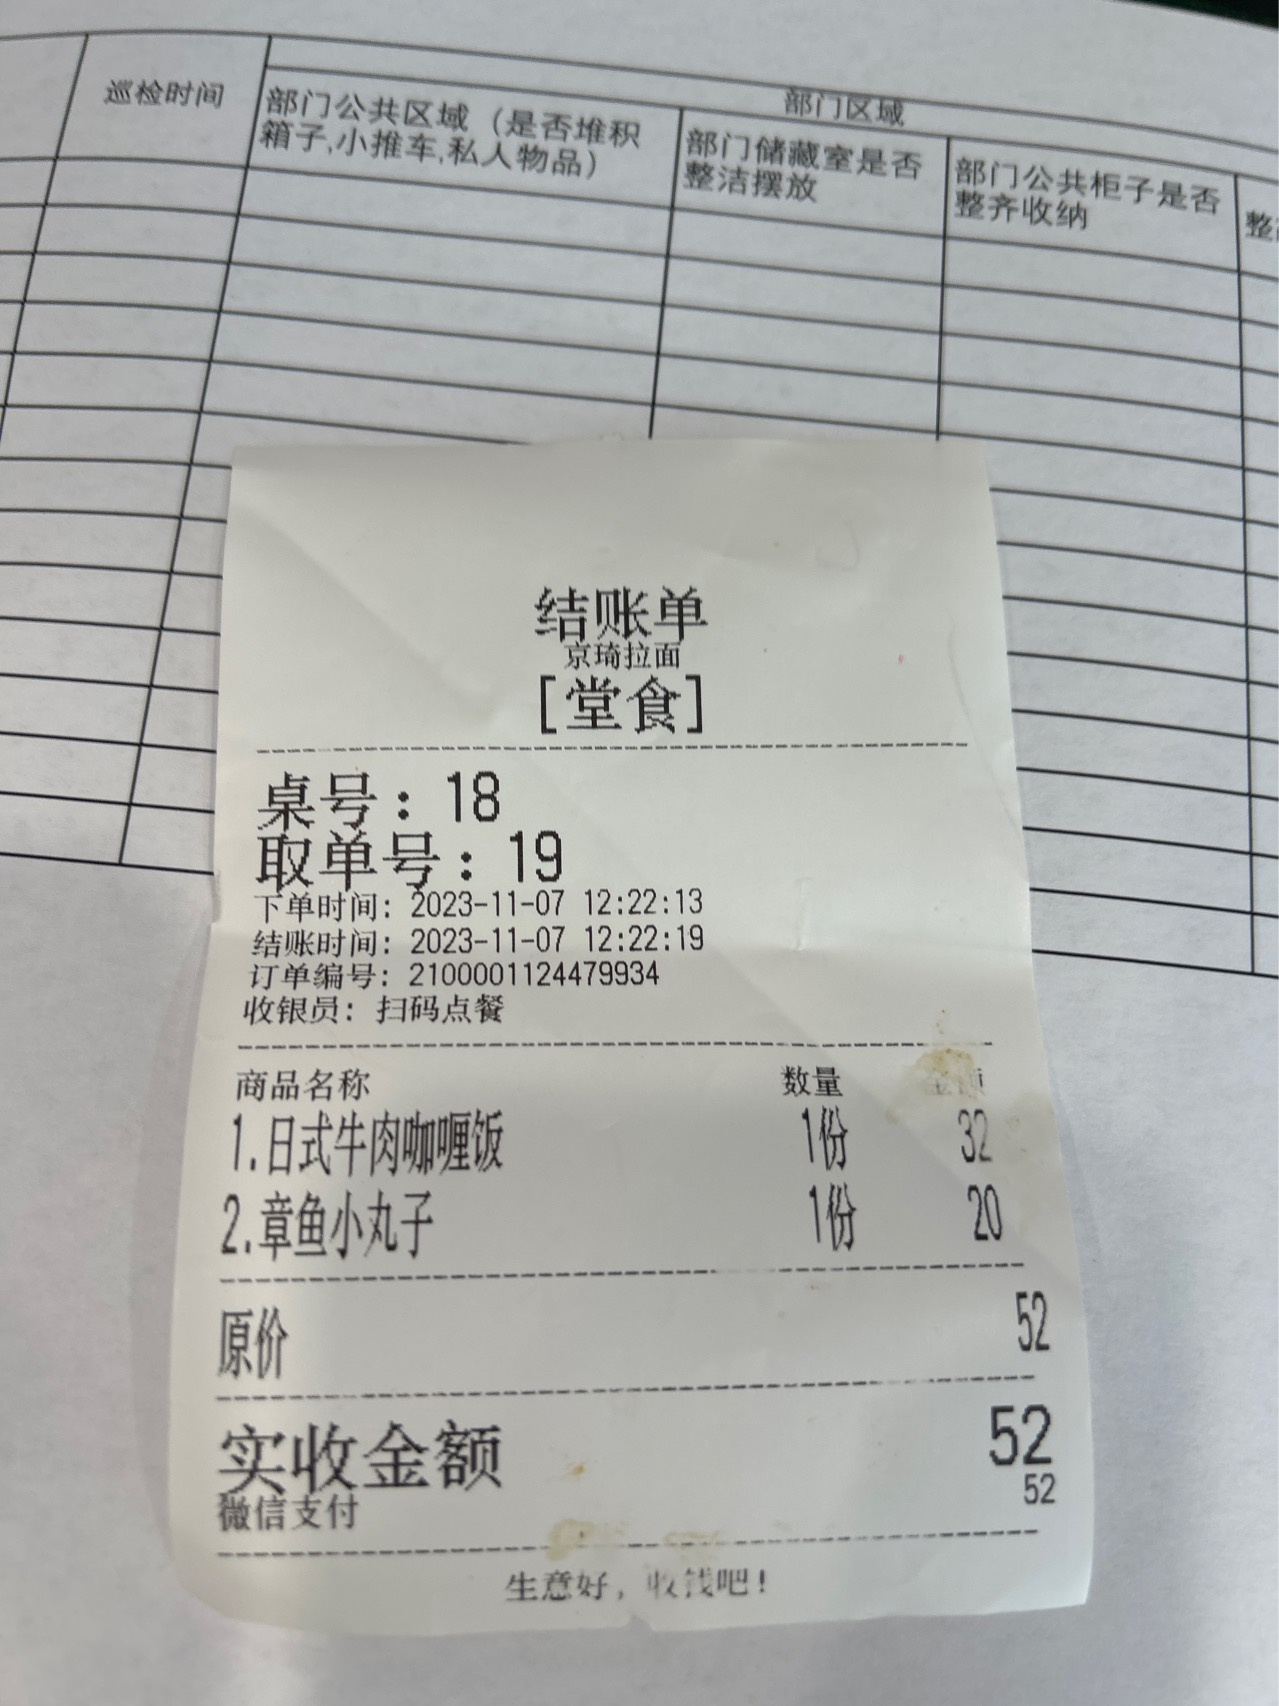 部门区域
巡检时间
部门公共区域（是否堆积
箱子,小推车,私人物品）
部门储藏室是否
整洁摆放
部门公共柜子是否
整齐收纳
整
结账单
京琦拉面
[堂食]
桌号：18
取单号：19
下单时间：2023-11-07 12:22:13
结账时间：2023-11-07 12:22:19
订单编号：2100001124479934
收银员：扫码点餐
商品名称 数量 金额
1.日式牛肉咖喱饭 1份 32
2.章鱼小丸子 1份 20
原价 52
实收金额 52
微信支付 52
生意好，收钱吧！